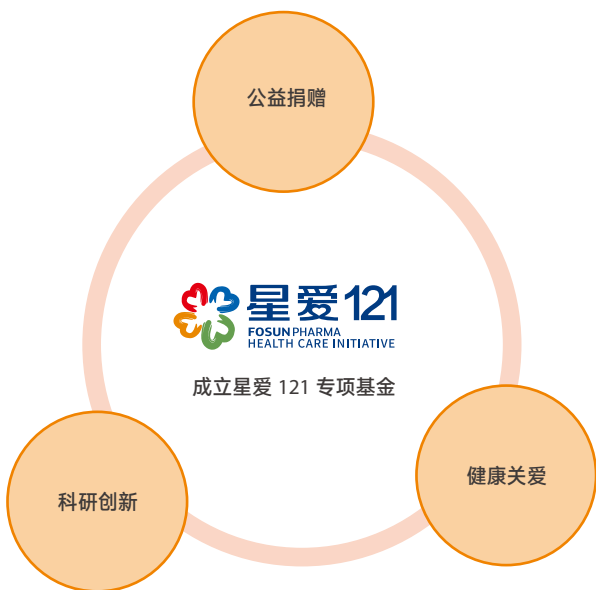 公益捐赠
星爱121
FOSUN PHARMA
HEALTH CARE INITIATIVE
成立星爱 121 专项基金
健康关爱
科研创新